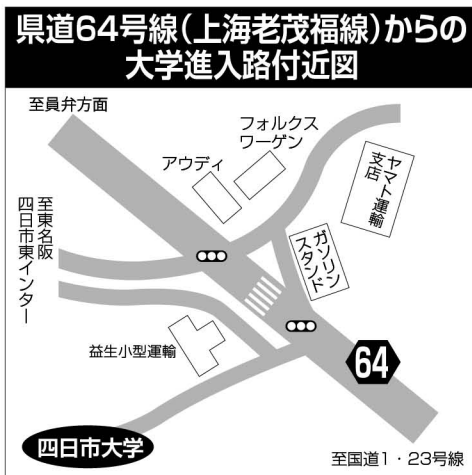 県道64号線(上海老茂福線)からの
大学進入路付近図
至員弁方面
フォルクス
ワーゲン
アウディ
ヤマト運輸
支店
至東名阪
四日市東インター
ガソリン
スタンド
益生小型運輸
64
四日市大学
至国道1・23号線